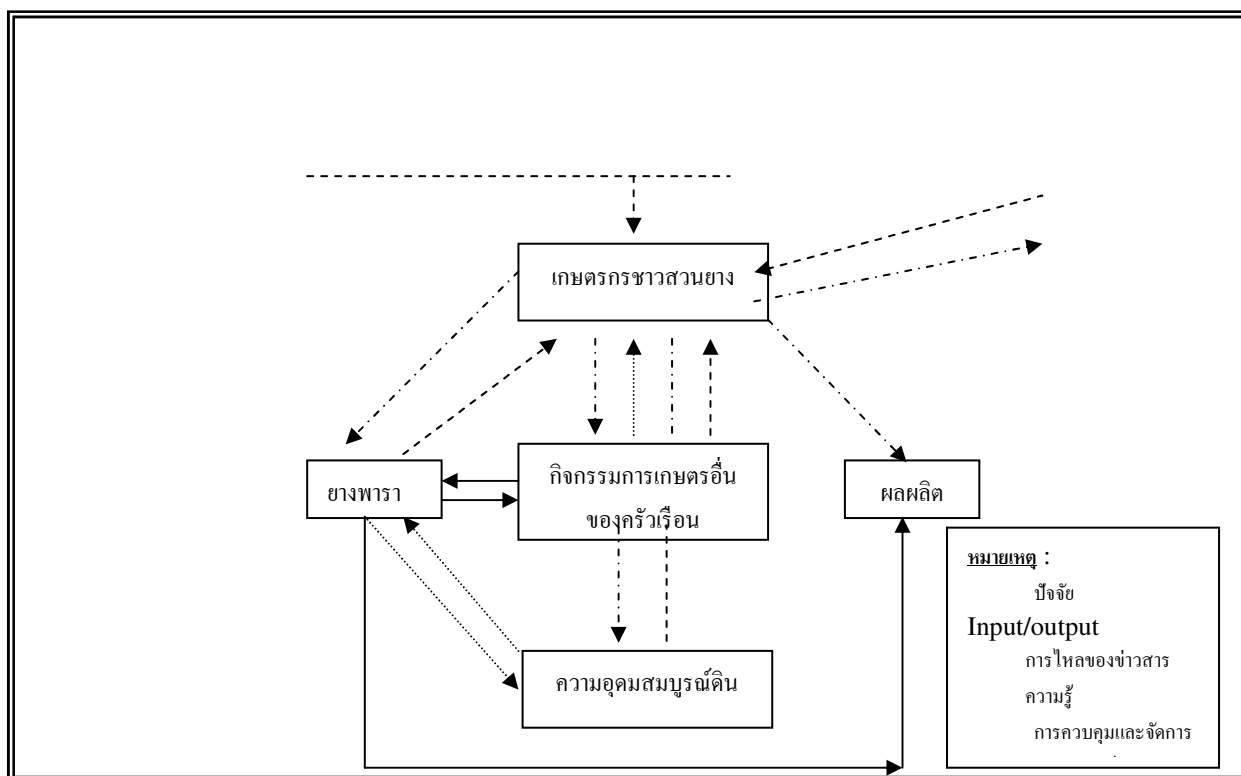 เกษตรกรชาวสวนยาง
ยางพารา
กิจกรรมการเกษตรอื่น
ของครัวเรือน
ผลผลิต
ความอุดมสมบูรณ์ดิน
หมายเหตุ :
ปัจจัย
Input/output
การไหลของข่าวสาร
ความรู้
การควบคุมและจัดการ